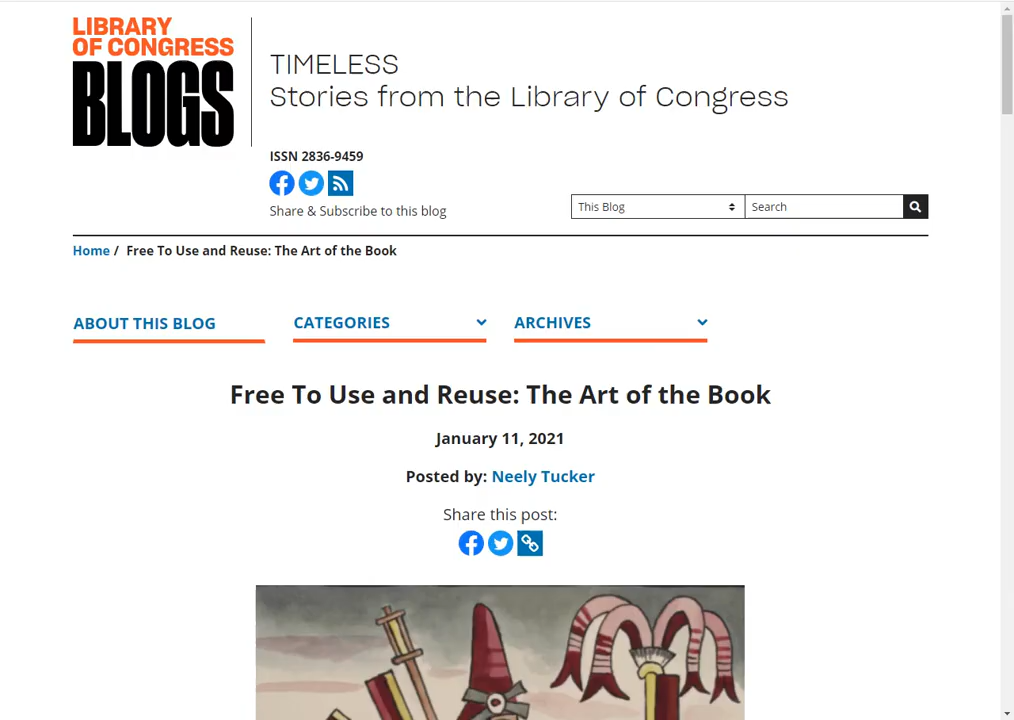 LIBRARY
OF CONGRESS
BLOGS
TIMELESS
Stories from the Library of Congress
ISSN 2836-9459
Share & Subscribe to this blog
This Blog
Search
Home / Free To Use and Reuse: The Art of the Book
ABOUT THIS BLOG
CATEGORIES
ARCHIVES
Free To Use and Reuse: The Art of the Book
January 11, 2021
Posted by: Neely Tucker
Share this post: